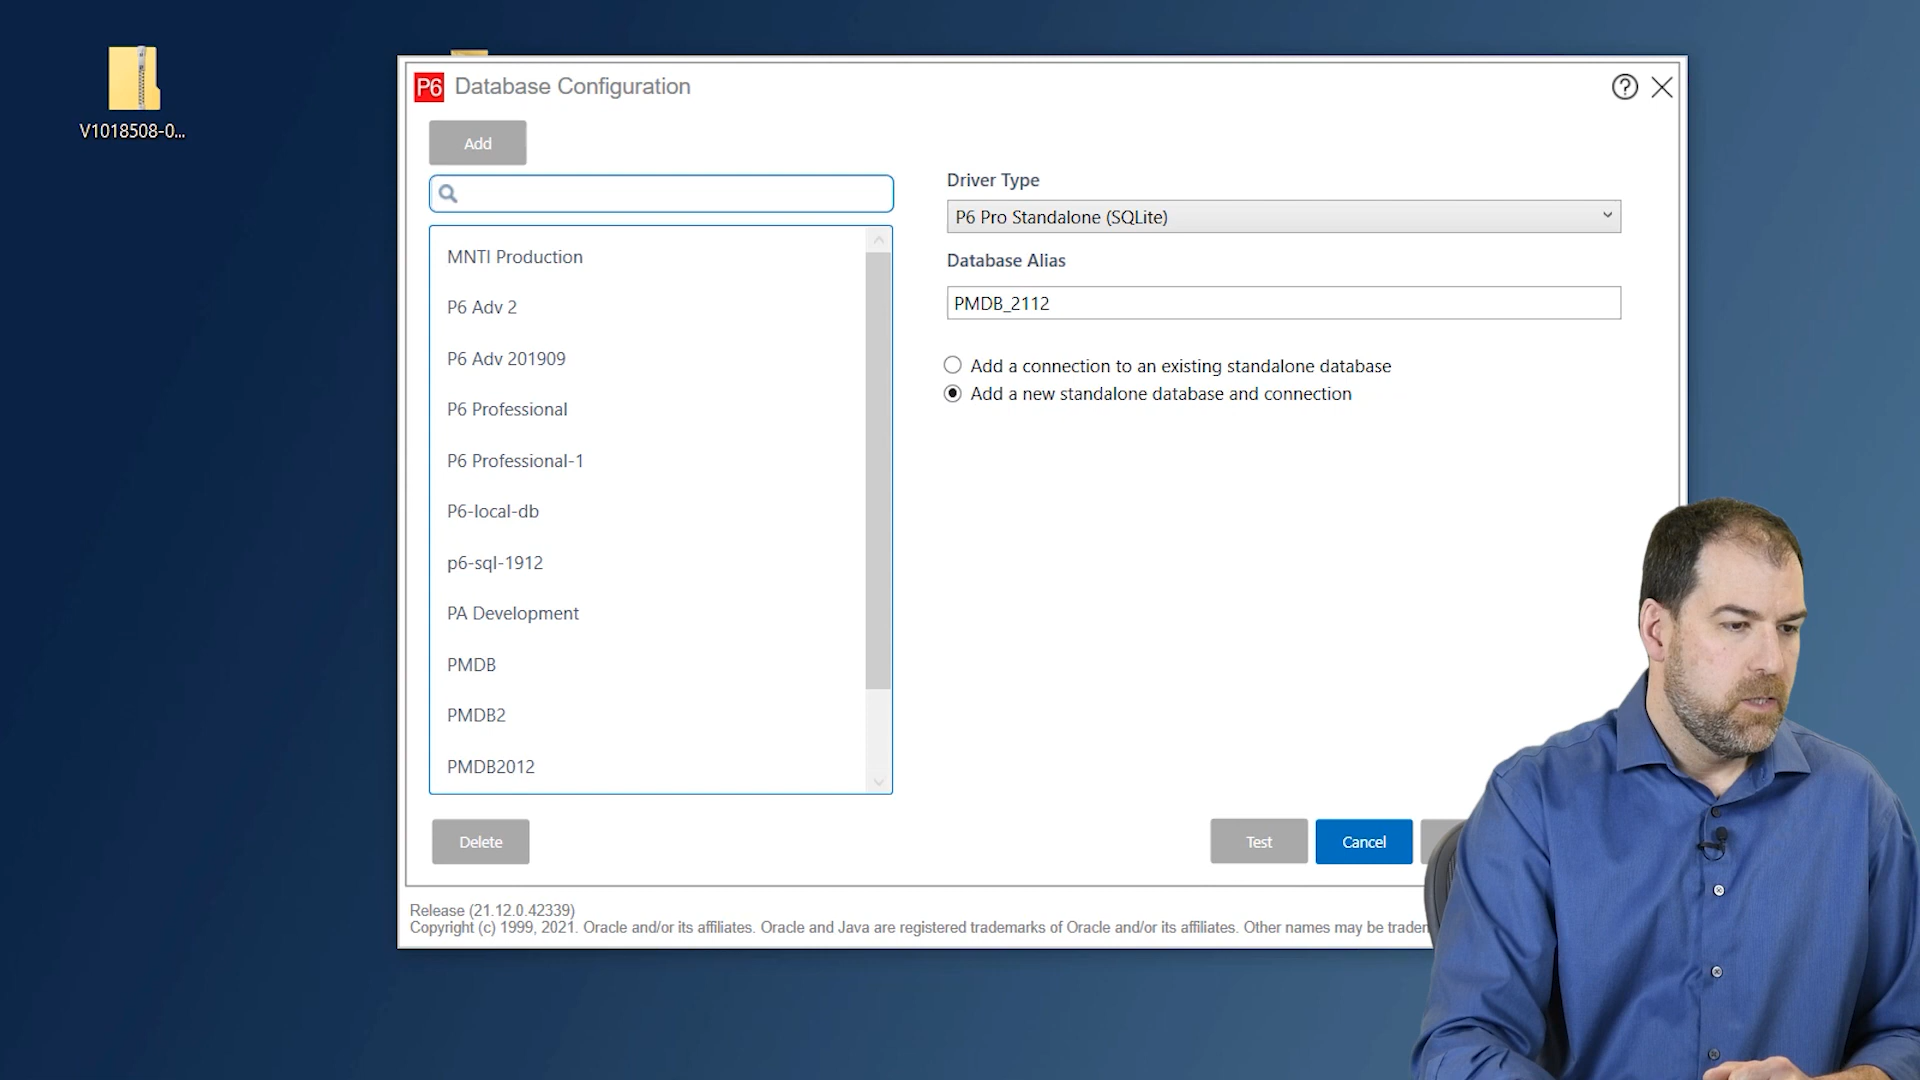 V1018508-0...
P6 Database Configuration
Add
MNTI Production
P6 Adv 2
P6 Adv 201909
P6 Professional
P6 Professional-1
P6-local-db
p6-sql-1912
PA Development
PMDB
PMDB2
PMDB2012
Delete
Driver Type
P6 Pro Standalone (SQLite)
Database Alias
PMDB_2112
Add a connection to an existing standalone database
Add a new standalone database and connection
Test
Cancel
Release (21.12.0.42339)
Copyright (c) 1999, 2021. Oracle and/or its affiliates. Oracle and Java are registered trademarks of Oracle and/or its affiliates. Other names may be